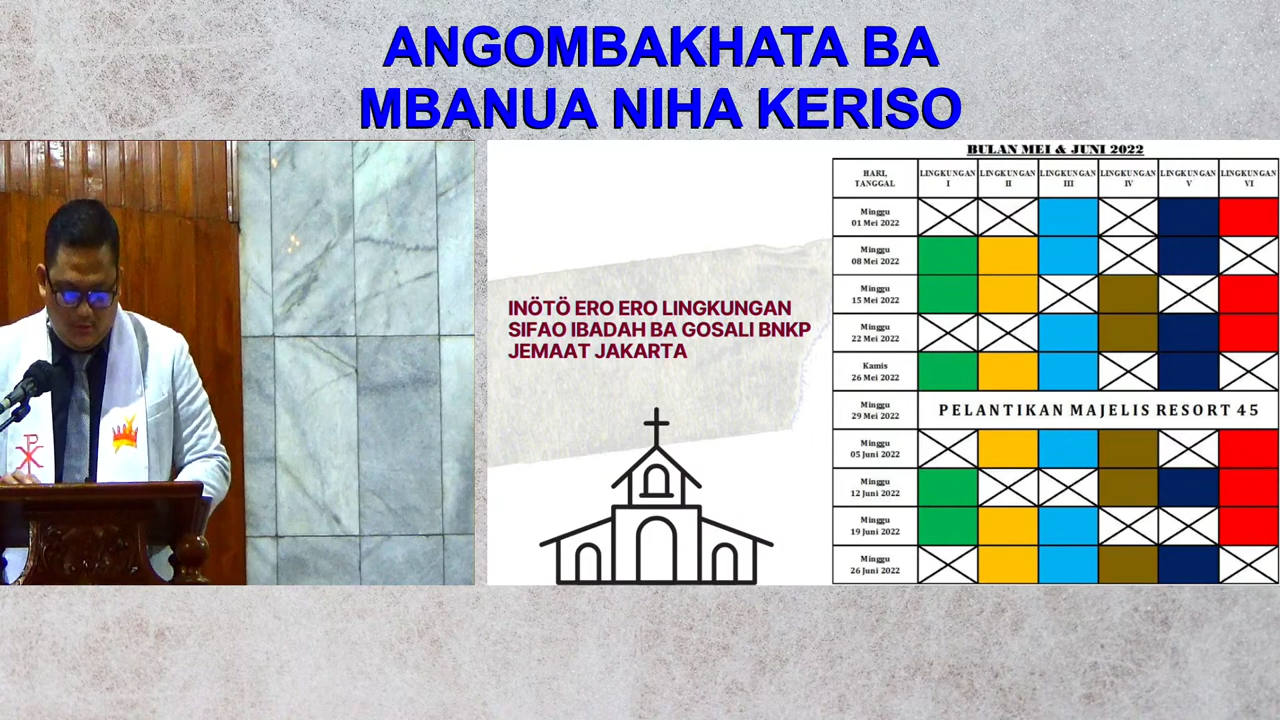 ANGOMBAKHATA BA
MBANUA NIHA KERISO
INÖTÖ ERO ERO LINGKUNGAN
SIFAO IBADAH BA GOSALI BNKP
JEMAAT JAKARTA
BULAN MEI & JUNI 2022
HARI, TANGGAL LINGKUNGAN I LINGKUNGAN II LINGKUNGAN III LINGKUNGAN IV LINGKUNGAN V LINGKUNGAN VI
Minggu
01 Mei 2022
Minggu
08 Mei 2022
Minggu
15 Mei 2022
Minggu
22 Mei 2022
Kamis
26 Mei 2022
Minggu
29 Mei 2022
PELANTIKAN MAJELIS RESORT 45
Minggu
05 Juni 2022
Minggu
12 Juni 2022
Minggu
19 Juni 2022
Minggu
26 Juni 2022